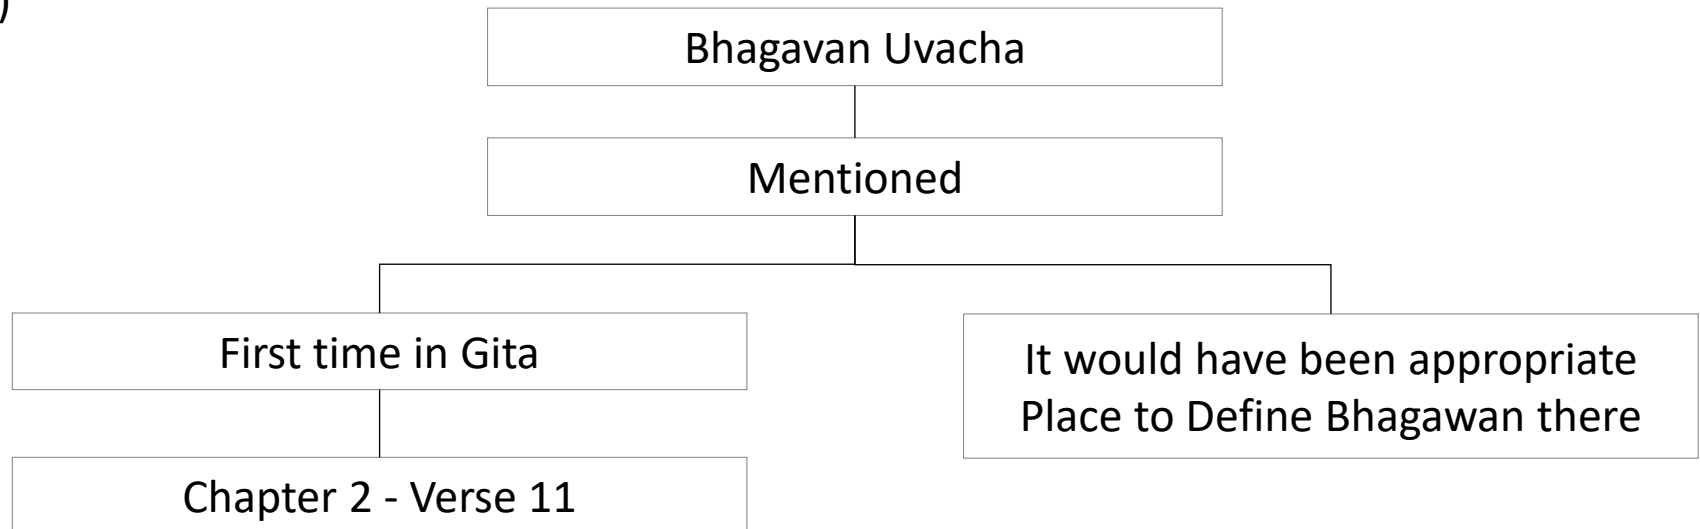 )
Bhagavan Uvacha
Mentioned
First time in Gita
It would have been appropriate
Place to Define Bhagawan there
Chapter 2 - Verse 11